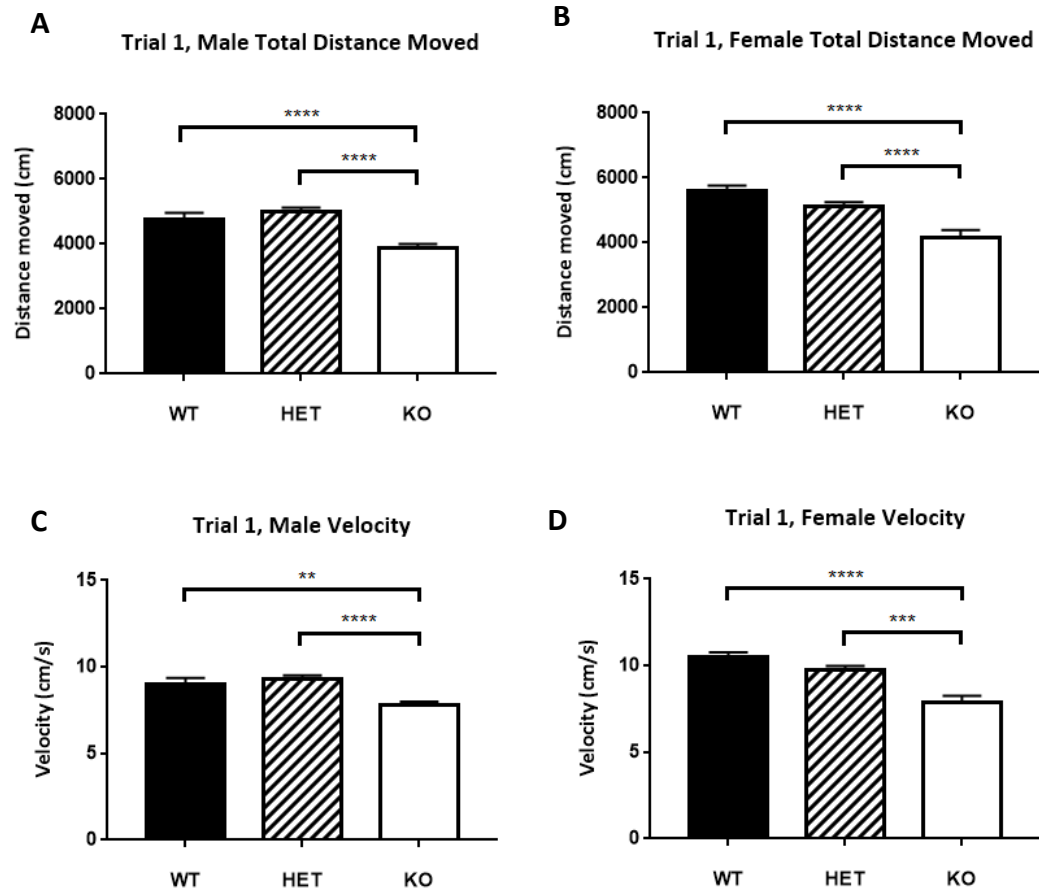 A
Trial 1, Male Total Distance Moved
Distance moved (cm)
8000
6000
4000
2000
0
****
****
WT HET KO
B
Trial 1, Female Total Distance Moved
Distance moved (cm)
8000
6000
4000
2000
0
****
****
WT HET KO
C
Trial 1, Male Velocity
Velocity (cm/s)
15
10
5
0
**
****
WT HET KO
D
Trial 1, Female Velocity
Velocity (cm/s)
15
10
5
0
****
***
WT HET KO